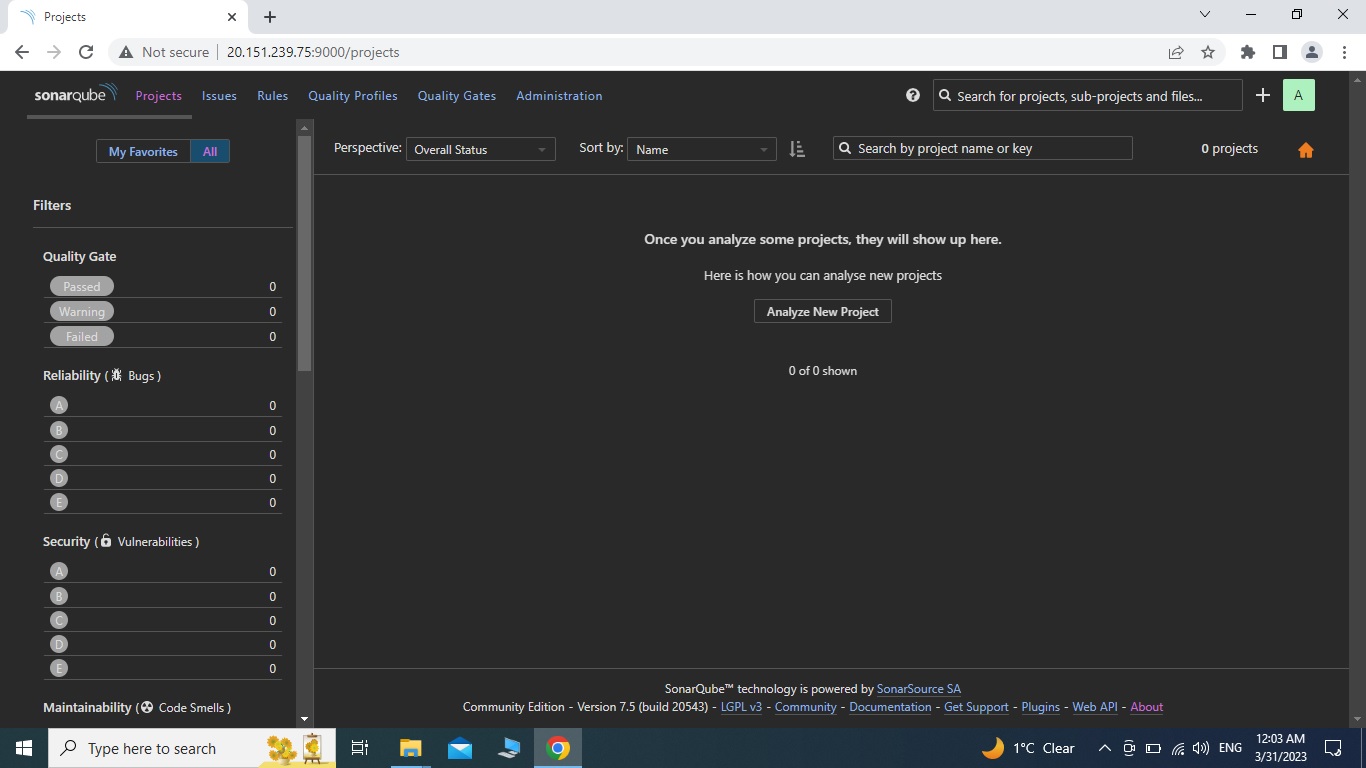 Projects
Not secure
20.151.239.75:9000/projects
sonarqube Projects Issues Rules Quality Profiles Quality Gates Administration
Search for projects, sub-projects and files...
A
My Favorites All
Perspective: Overall Status
Sort by: Name
Search by project name or key
0 projects
Filters
Quality Gate
Passed 0
Warning 0
Failed 0
Reliability ( Bugs )
A 0
B 0
C 0
D 0
E 0
Security ( Vulnerabilities )
A 0
B 0
C 0
D 0
E 0
Maintainability ( Code Smells )
Once you analyze some projects, they will show up here.
Here is how you can analyse new projects
Analyze New Project
0 of 0 shown
SonarQube™ technology is powered by SonarSource SA
Community Edition - Version 7.5 (build 20543) - LGPL v3 - Community - Documentation - Get Support - Plugins - Web API - About
Type here to search
1°C Clear
ENG
12:03 AM
3/31/2023